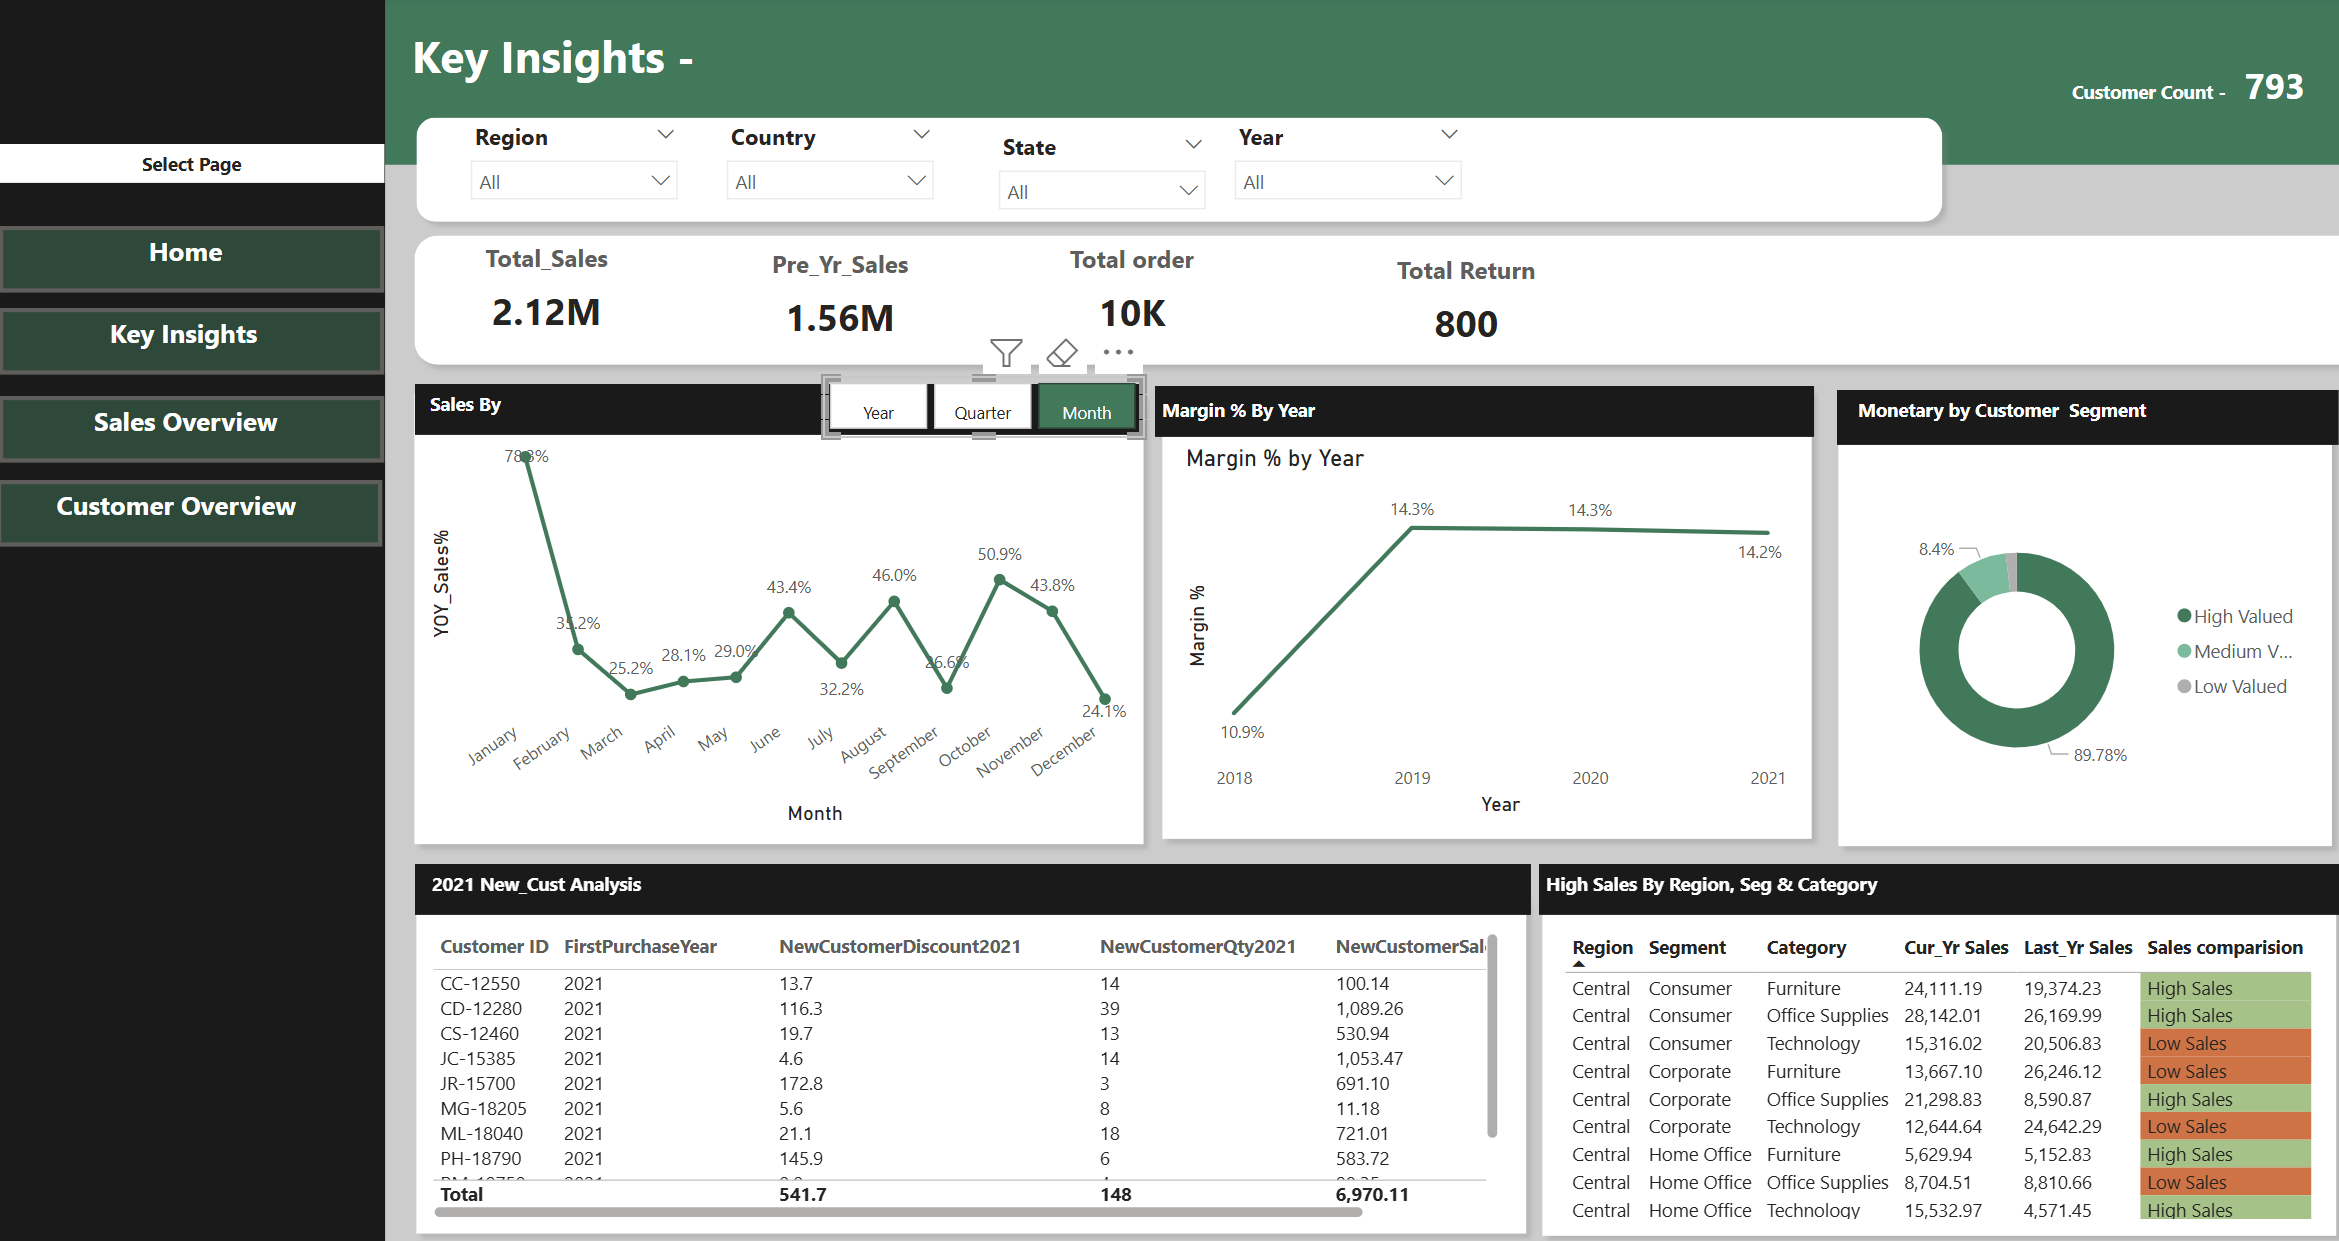 Key Insights -
Customer Count - 793
Select Page
Home
Key Insights
Sales Overview
Customer Overview
Region
All
Country
All
State
All
Year
All
Total_Sales
2.12M
Pre_Yr_Sales
1.56M
Total order
10K
Total Return
800
Sales By
Year Quarter Month
YOY_Sales%
78.3%
35.2%
25.2%
28.1%
29.0%
43.4%
32.2%
46.0%
26.6%
50.9%
43.8%
24.1%
January
February
March
April
May
June
July
August
September
October
November
December
Month
Margin % By Year
Margin % by Year
Margin %
10.9%
14.3%
14.3%
14.2%
2018 2019 2020 2021
Year
Monetary by Customer Segment
8.4%
89.78%
High Valued
Medium V...
Low Valued
2021 New_Cust Analysis
Customer ID FirstPurchaseYear NewCustomerDiscount2021 NewCustomerQty2021 NewCustomerSal
CC-12550 2021 13.7 14 100.14
CD-12280 2021 116.3 39 1,089.26
CS-12460 2021 19.7 13 530.94
JC-15385 2021 4.6 14 1,053.47
JR-15700 2021 172.8 3 691.10
MG-18205 2021 5.6 8 11.18
ML-18040 2021 21.1 18 721.01
PH-18790 2021 145.9 6 583.72
Total 541.7 148 6,970.11
High Sales By Region, Seg & Category
Region Segment Category Cur_Yr Sales Last_Yr Sales Sales comparision
Central Consumer Furniture 24,111.19 19,374.23 High Sales
Central Consumer Office Supplies 28,142.01 26,169.99 High Sales
Central Consumer Technology 15,316.02 20,506.83 Low Sales
Central Corporate Furniture 13,667.10 26,246.12 Low Sales
Central Corporate Office Supplies 21,298.83 8,590.87 High Sales
Central Corporate Technology 12,644.64 24,642.29 Low Sales
Central Home Office Furniture 5,629.94 5,152.83 High Sales
Central Home Office Office Supplies 8,704.51 8,810.66 Low Sales
Central Home Office Technology 15,532.97 4,571.45 High Sales